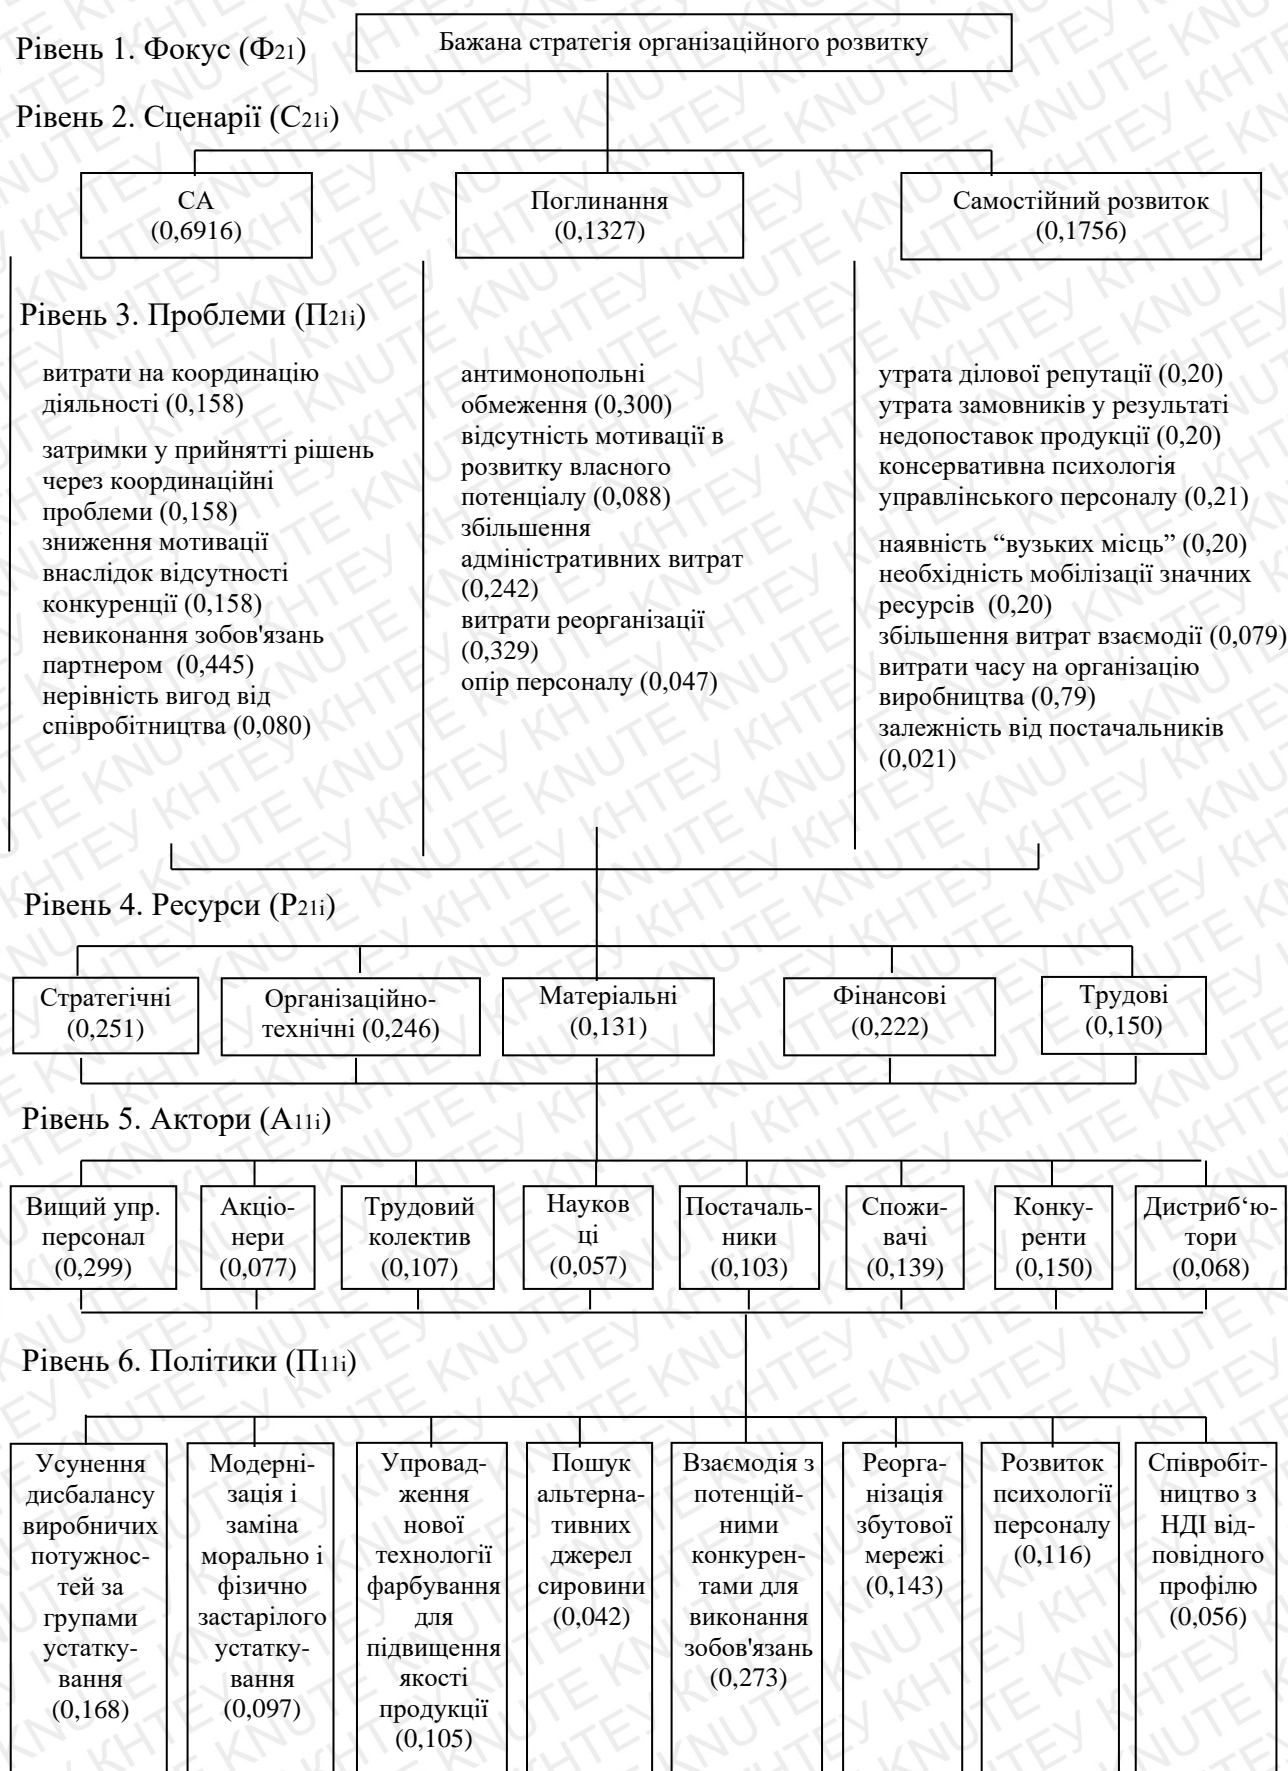 Рівень 1. Фокус (Ф21)
Бажана стратегія організаційного розвитку
Рівень 2. Сценарії (С21і)
СА
(0,6916)
Поглинання
(0,1327)
Самостійний розвиток
(0,1756)
Рівень 3. Проблеми (П21і)
витрати на координацію
діяльності (0,158)
затримки у прийнятті рішень
через координаційні
проблеми (0,158)
зниження мотивації
внаслідок відсутності
конкуренції (0,158)
невиконання зобов'язань
партнером (0,445)
нерівність вигод від
співробітництва (0,080)
антимонопольні
обмеження (0,300)
відсутність мотивації в
розвитку власного
потенціалу (0,088)
збільшення
адміністративних витрат
(0,242)
витрати реорганізації
(0,329)
опір персоналу (0,047)
утрата ділової репутації (0,20)
утрата замовників у результаті
недопоставок продукції (0,20)
консервативна психологія
управлінського персоналу (0,21)
наявність “вузьких місць” (0,20)
необхідність мобілізації значних
ресурсів (0,20)
збільшення витрат взаємодії (0,079)
витрати часу на організацію
виробництва (0,79)
залежність від постачальників
(0,021)
Рівень 4. Ресурси (Р21і)
Стратегічні
(0,251)
Організаційно-
технічні (0,246)
Матеріальні
(0,131)
Фінансові
(0,222)
Трудові
(0,150)
Рівень 5. Актори (А11і)
Вищий упр.
персонал
(0,299)
Акціо-
нери
(0,077)
Трудовий
колектив
(0,107)
Науков
ці
(0,057)
Постачаль-
ники
(0,103)
Спожи-
вачі
(0,139)
Конку-
ренти
(0,150)
Дистриб‘ю-
тори
(0,068)
Рівень 6. Політики (П11і)
Усунення
дисбалансу
виробничих
потужнос-
тей за
групами
устатку-
вання
(0,168)
Модерні-
зація і
заміна
морально і
фізично
застарілого
устатку-
вання
(0,097)
Упровад-
ження
нової
технології
фарбування
для
підвищення
якості
продукції
(0,105)
Пошук
альтерна-
тивних
джерел
сировини
(0,042)
Взаємодія з
потенцій-
ними
конкурен-
тами для
виконання
зобов'язань
(0,273)
Реорга-
нізація
збутової
мережі
(0,143)
Розвиток
психології
персоналу
(0,116)
Співробіт-
ництво з
НДІ від-
повідного
профілю
(0,056)